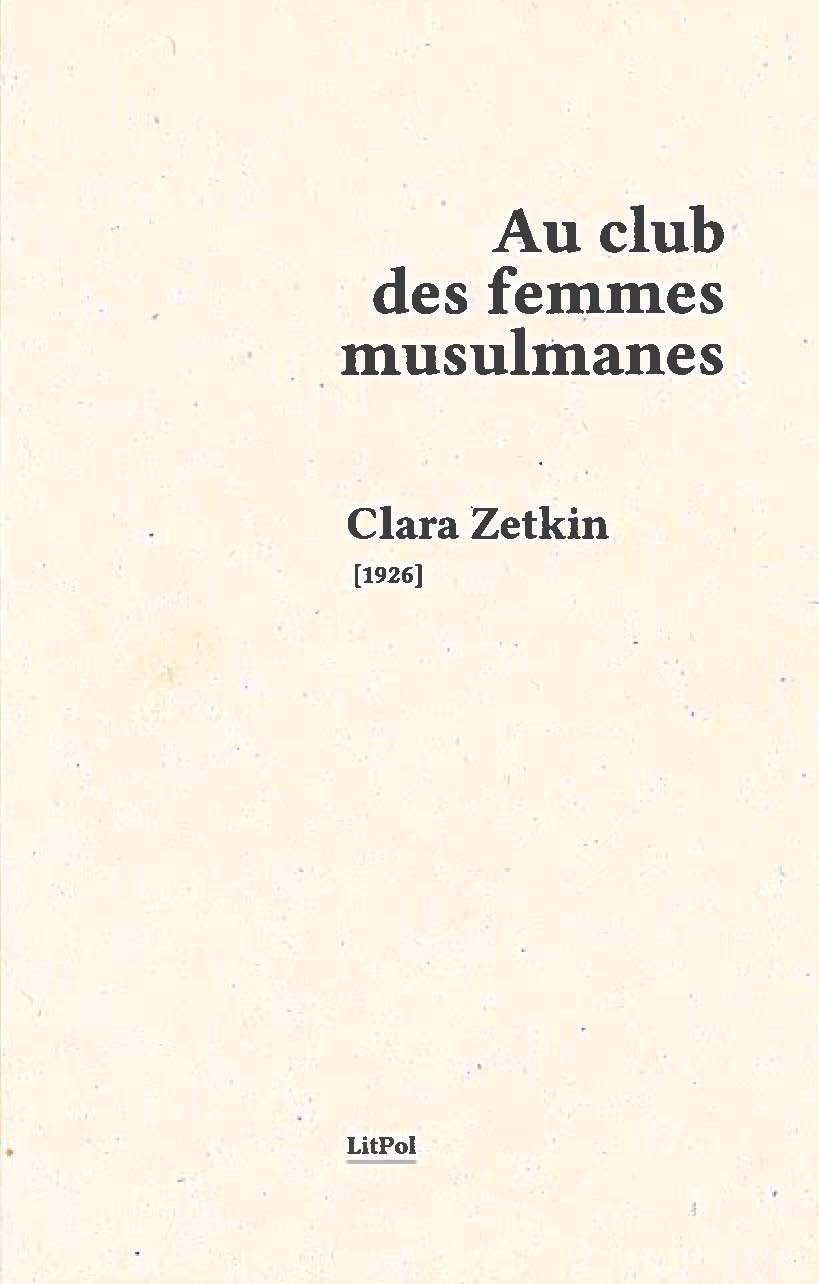 Au club
des femmes
musulmanes
Clara Zetkin
[1926]
LitPol